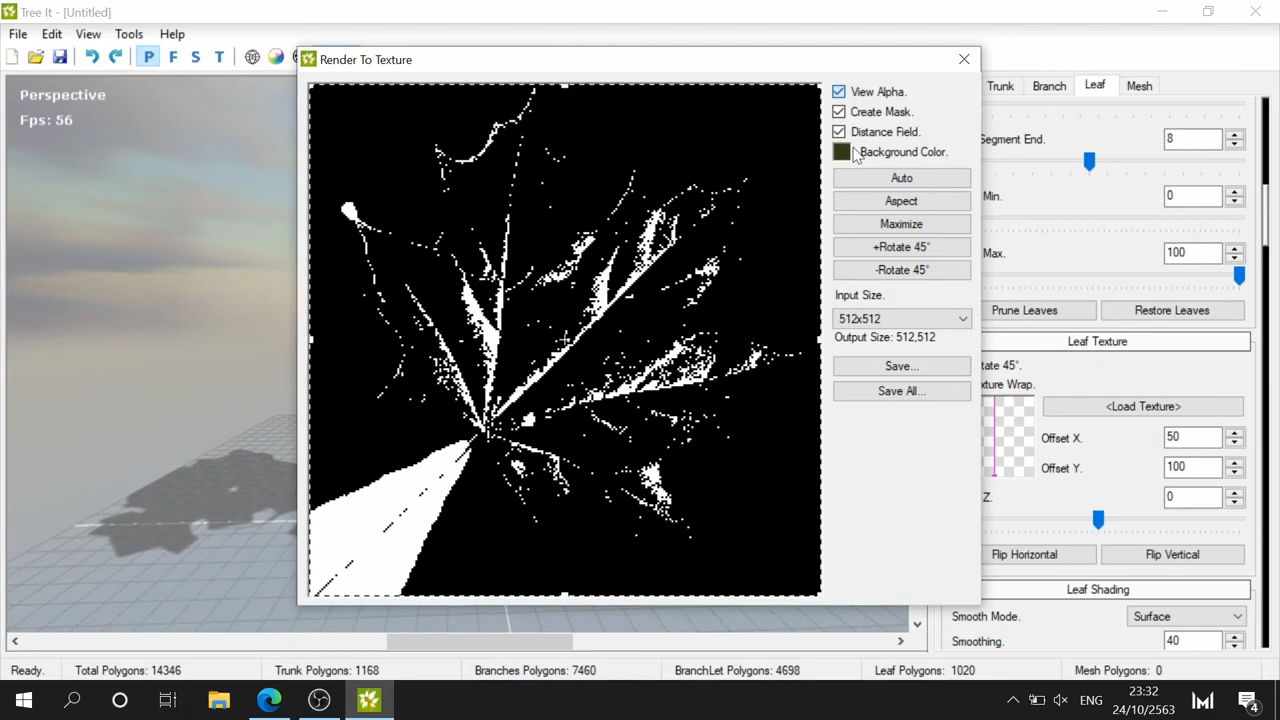 Tree It - [Untitled]
File Edit View Tools Help
P F S T
Render To Texture
Perspective
Fps: 56
View Alpha.
Create Mask.
Distance Field.
Background Color.
Auto
Aspect
Maximize
+Rotate 45°
-Rotate 45°
Input Size.
512x512
Output Size: 512,512
Save...
Save All...
Trunk Branch Leaf Mesh
Segment End. 8
Min. 0
Max. 100
Prune Leaves Restore Leaves
Leaf Texture
tate 45°.
xture Wrap.
<Load Texture>
Offset X. 50
Offset Y. 100
Z. 0
Flip Horizontal Flip Vertical
Leaf Shading
Smooth Mode. Surface
Smoothing. 40
Ready. Total Polygons: 14346 Trunk Polygons: 1168 Branches Polygons: 7460 BranchLet Polygons: 4698 Leaf Polygons: 1020 Mesh Polygons: 0
ENG
23:32
24/10/2563
4